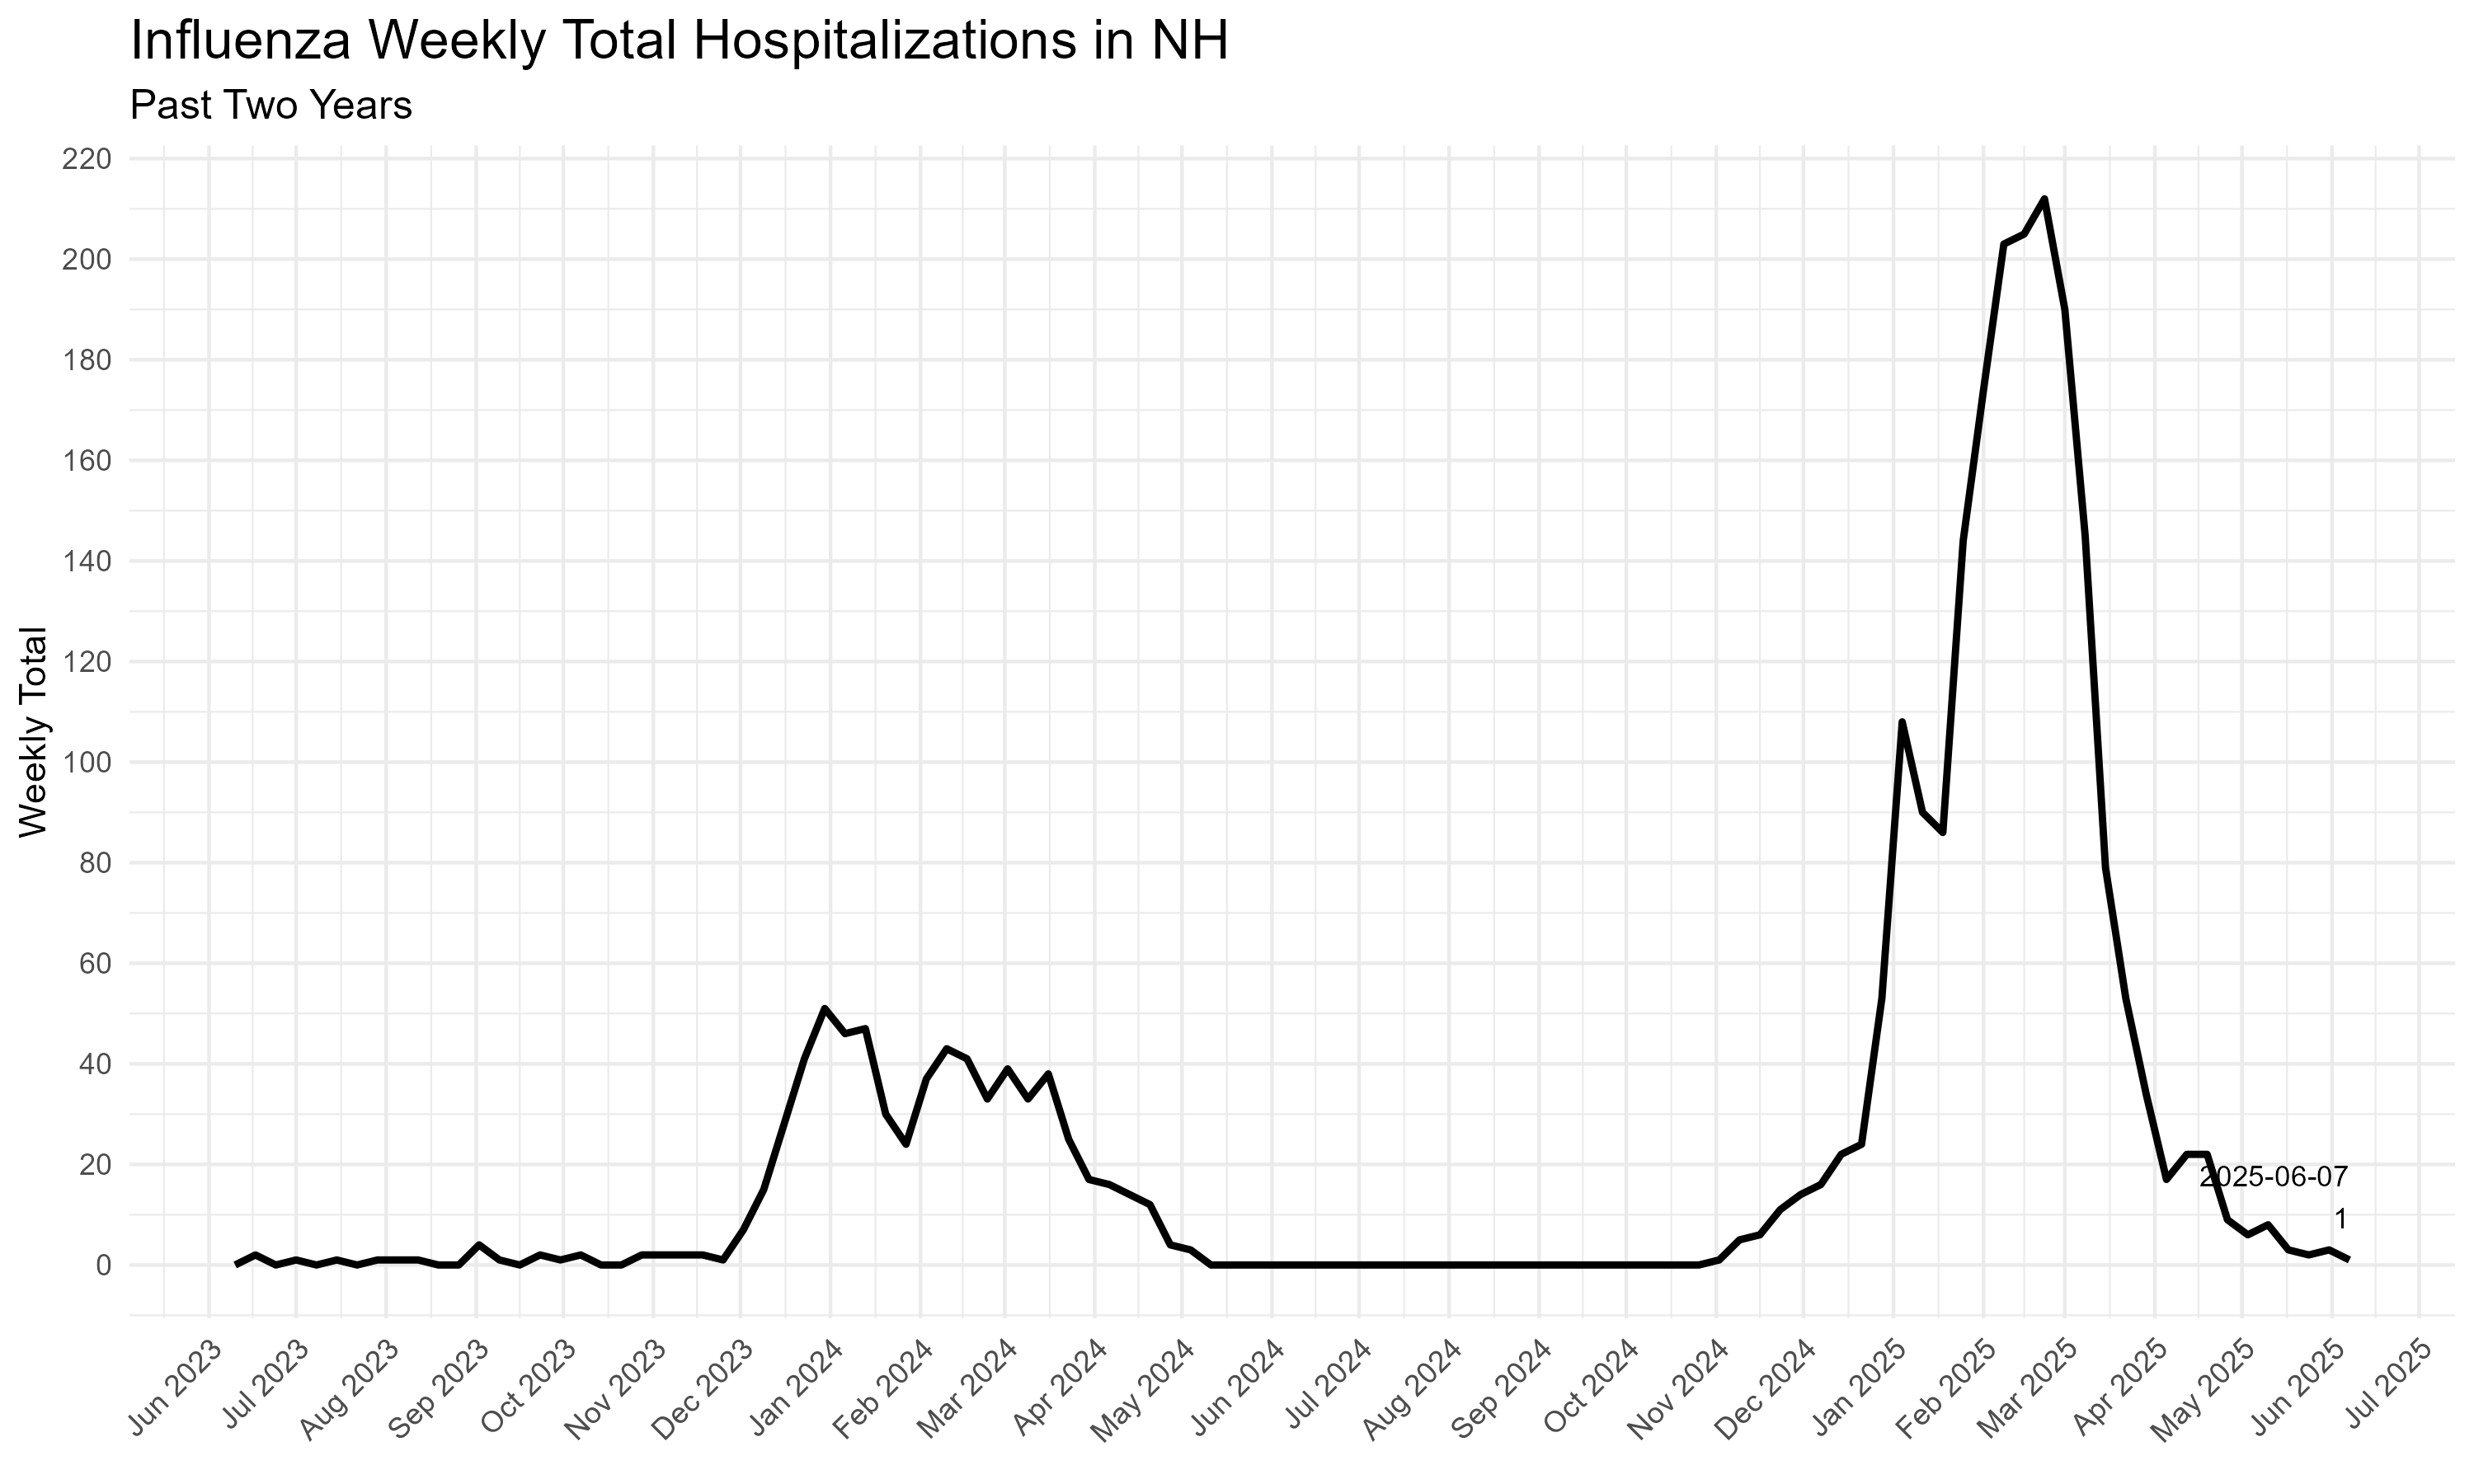 Influenza Weekly Total Hospitalizations in NH
Past Two Years
220
200
180
160
140
120
100
80
60
40
20
0
Weekly Total
2025-06-07
1
Jun 2023
Jul 2023
Aug 2023
Sep 2023
Oct 2023
Nov 2023
Dec 2023
Jan 2024
Feb 2024
Mar 2024
Apr 2024
May 2024
Jun 2024
Jul 2024
Aug 2024
Sep 2024
Oct 2024
Nov 2024
Dec 2024
Jan 2025
Feb 2025
Mar 2025
Apr 2025
May 2025
Jun 2025
Jul 2025